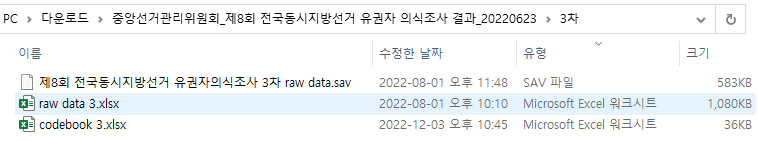 PC > 다운로드 > 중앙선거관리위원회_제8회 전국동시지방선거 유권자 의식조사 결과_20220623 > 3차
이름 수정한 날짜 유형 크기
제8회 전국동시지방선거 유권자의식조사 3차 raw data.sav 2022-08-01 오후 11:48 SAV 파일 583KB
raw data 3.xlsx 2022-08-01 오후 10:10 Microsoft Excel 워크시트 1,080KB
codebook 3.xlsx 2022-12-03 오후 10:45 Microsoft Excel 워크시트 36KB